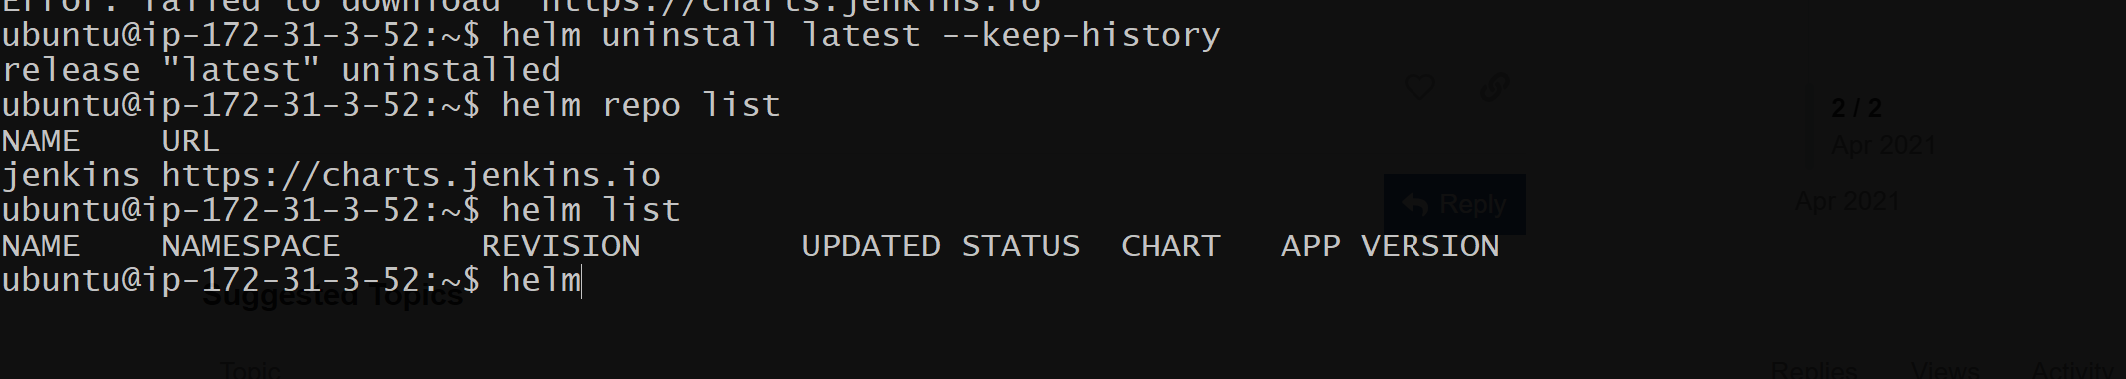 Error: failed to download "https://charts.jenkins.io
ubuntu@ip-172-31-3-52:~$ helm uninstall latest --keep-history
release "latest" uninstalled
ubuntu@ip-172-31-3-52:~$ helm repo list
NAME    URL
jenkins https://charts.jenkins.io
ubuntu@ip-172-31-3-52:~$ helm list
NAME    NAMESPACE       REVISION        UPDATED STATUS  CHART   APP VERSION
ubuntu@ip-172-31-3-52:~$ helm
2 / 2
Apr 2021
Reply
Apr 2021
Suggested Topics
Topic
Replies Views Activity